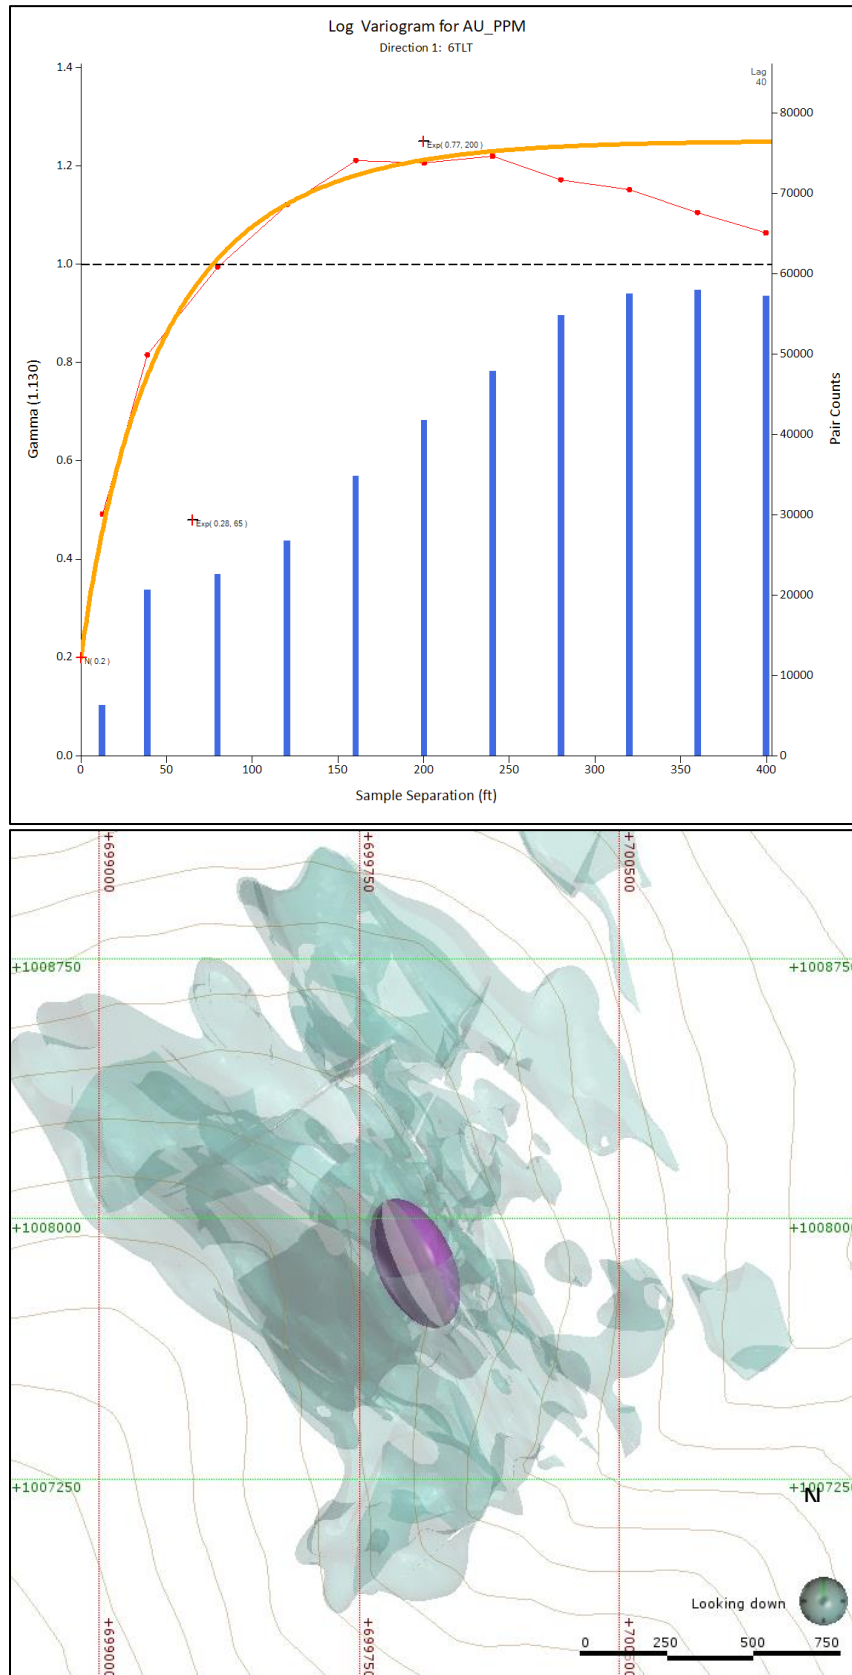 Log Variogram for AU_PPM
Direction 1: 6TLT
Lag
40
1.4
1.2
1.0
0.8
0.6
0.4
0.2
0.0
80000
70000
60000
50000
40000
30000
20000
10000
0
Gamma (1.130)
Pair Counts
Exp( 0.77, 200 )
Exp( 0.28, 65 )
N( 0.2 )
0 50 100 150 200 250 300 350 400
Sample Separation (ft)
+699000 +699750 +700500
+1008750 +1008750
+1008000 +1008000
+1007250 +1007250
N
Looking down
0 250 500 750
+699000 +699750 +700500